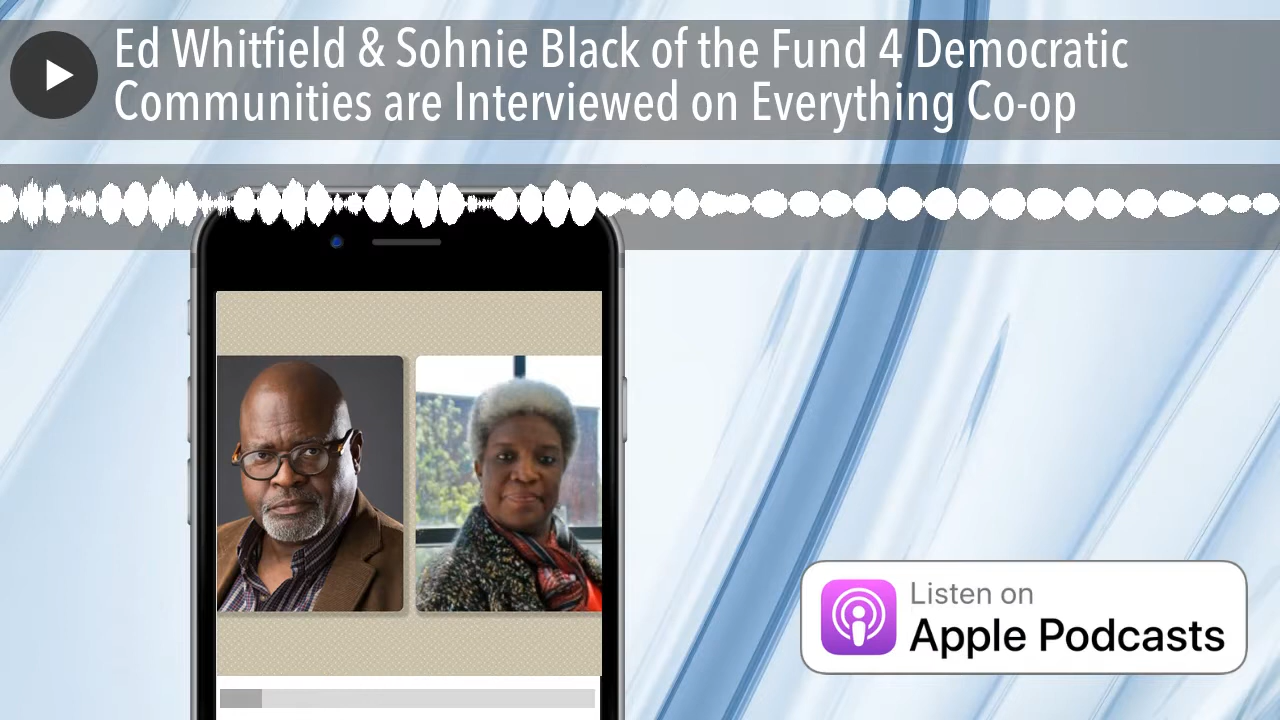 Ed Whitfield & Sohnie Black of the Fund 4 Democratic
Communities are Interviewed on Everything Co-op
Listen on
Apple Podcasts